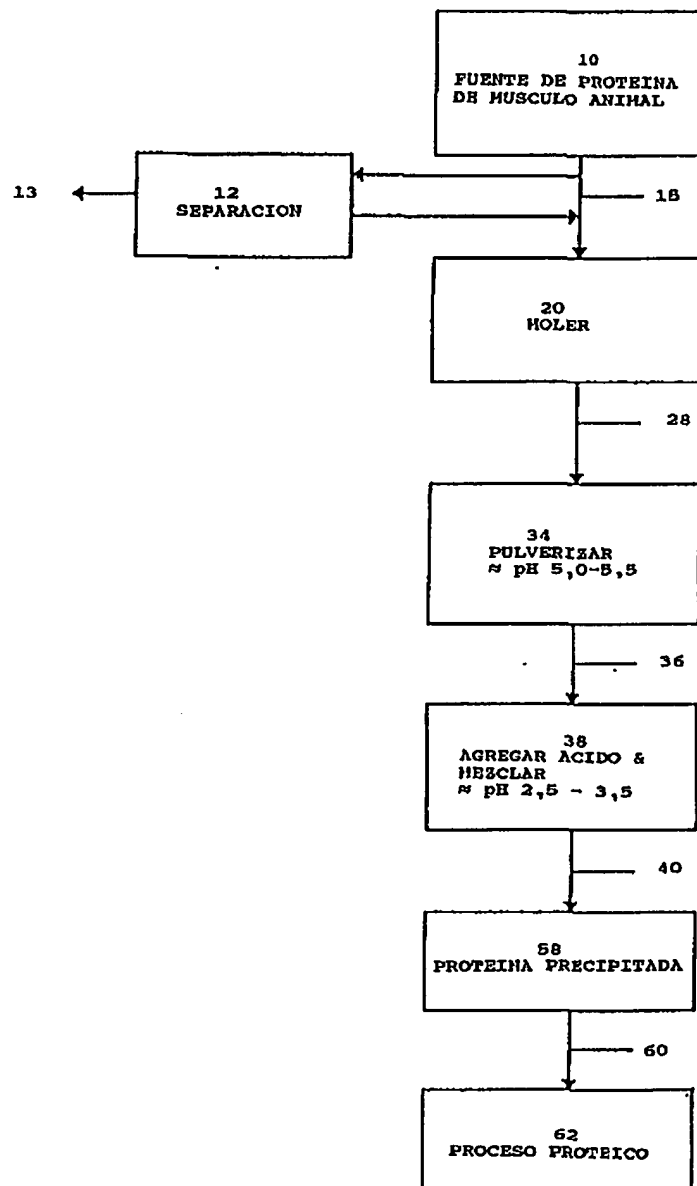 10
FUENTE DE PROTEINA
DE MUSCULO ANIMAL
13
12
SEPARACION
18
20
MOLER
28
34
PULVERIZAR
≈ pH 5,0-5,5
36
38
AGREGAR ACIDO &
MEZCLAR
≈ pH 2,5 - 3,5
40
58
PROTEINA PRECIPITADA
60
62
PROCESO PROTEICO